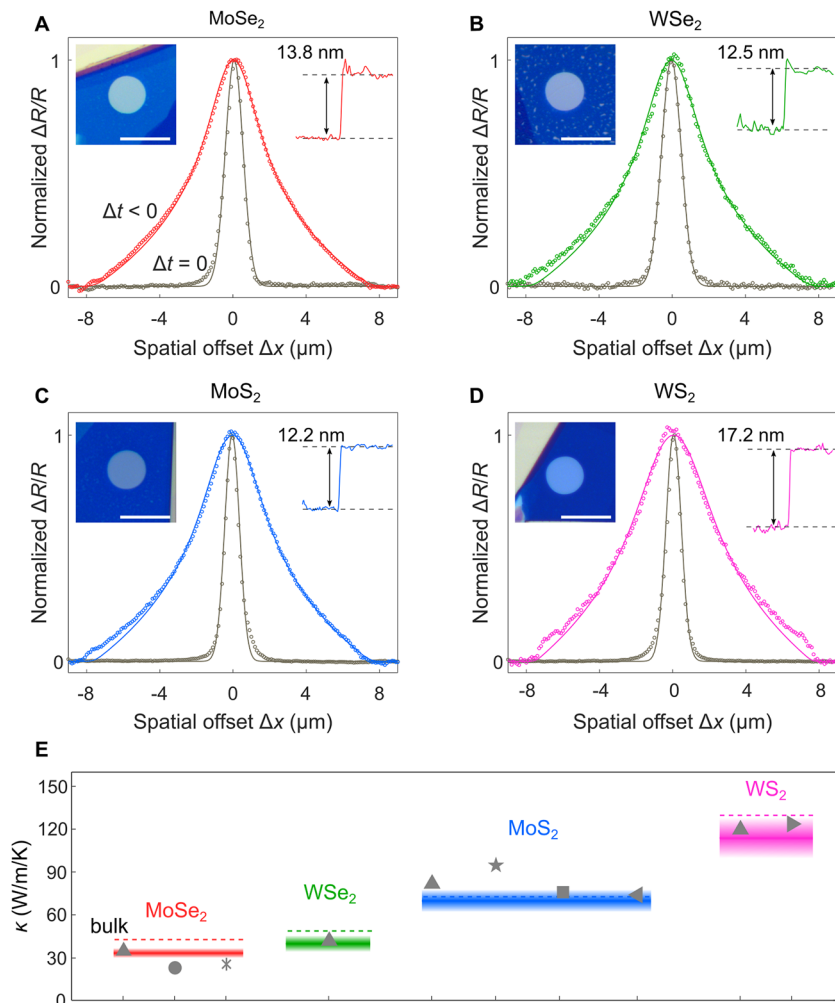 A
MoSe₂
Normalized ΔR/R
1
0
13.8 nm
Δt < 0
Δt = 0
-8 -4 0 4 8
Spatial offset Δx (μm)
B
WSe₂
Normalized ΔR/R
1
0
12.5 nm
-8 -4 0 4 8
Spatial offset Δx (μm)
C
MoS₂
Normalized ΔR/R
1
0
12.2 nm
-8 -4 0 4 8
Spatial offset Δx (μm)
D
WS₂
Normalized ΔR/R
1
0
17.2 nm
-8 -4 0 4 8
Spatial offset Δx (μm)
E
κ (W/m/K)
150
120
90
60
30
0
bulk
MoSe₂
WSe₂
MoS₂
WS₂